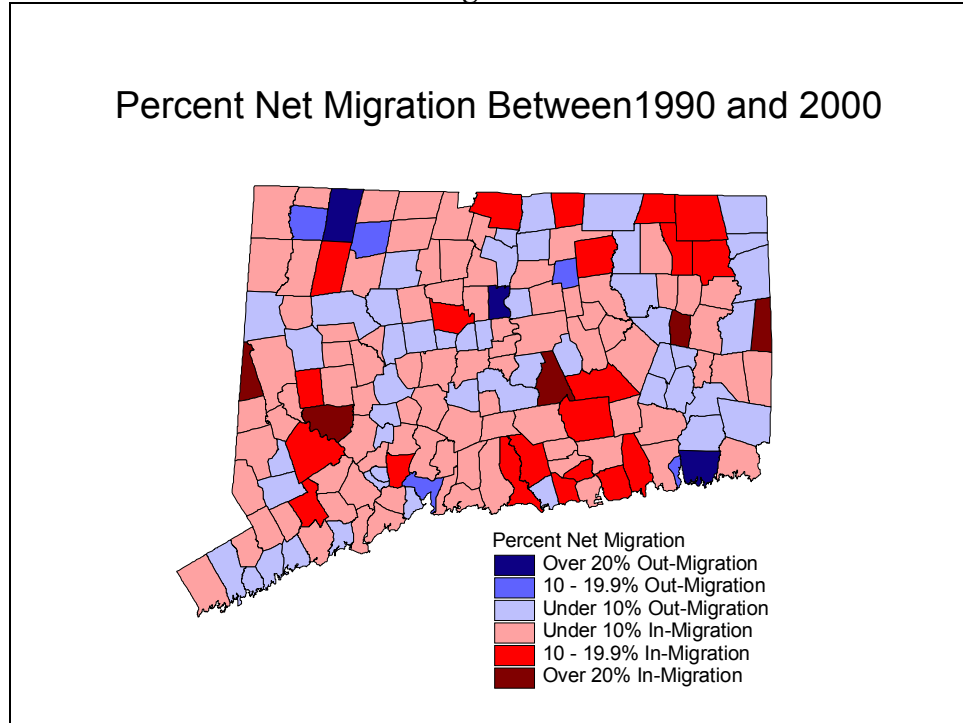 Percent Net Migration Between1990 and 2000
Percent Net Migration
Over 20% Out-Migration
10 - 19.9% Out-Migration
Under 10% Out-Migration
Under 10% In-Migration
10 - 19.9% In-Migration
Over 20% In-Migration